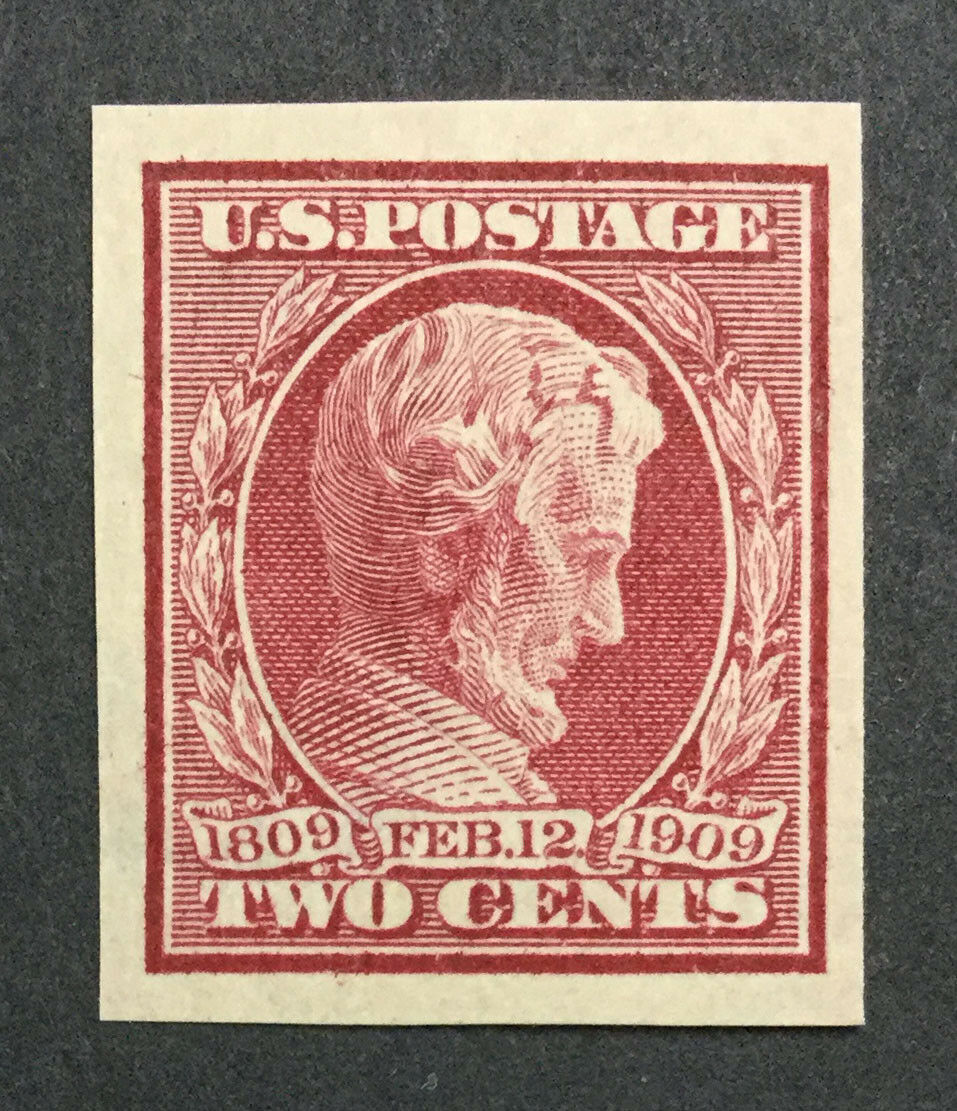 U.S.POSTAGE
1809 FEB.12. 1909
TWO CENTS